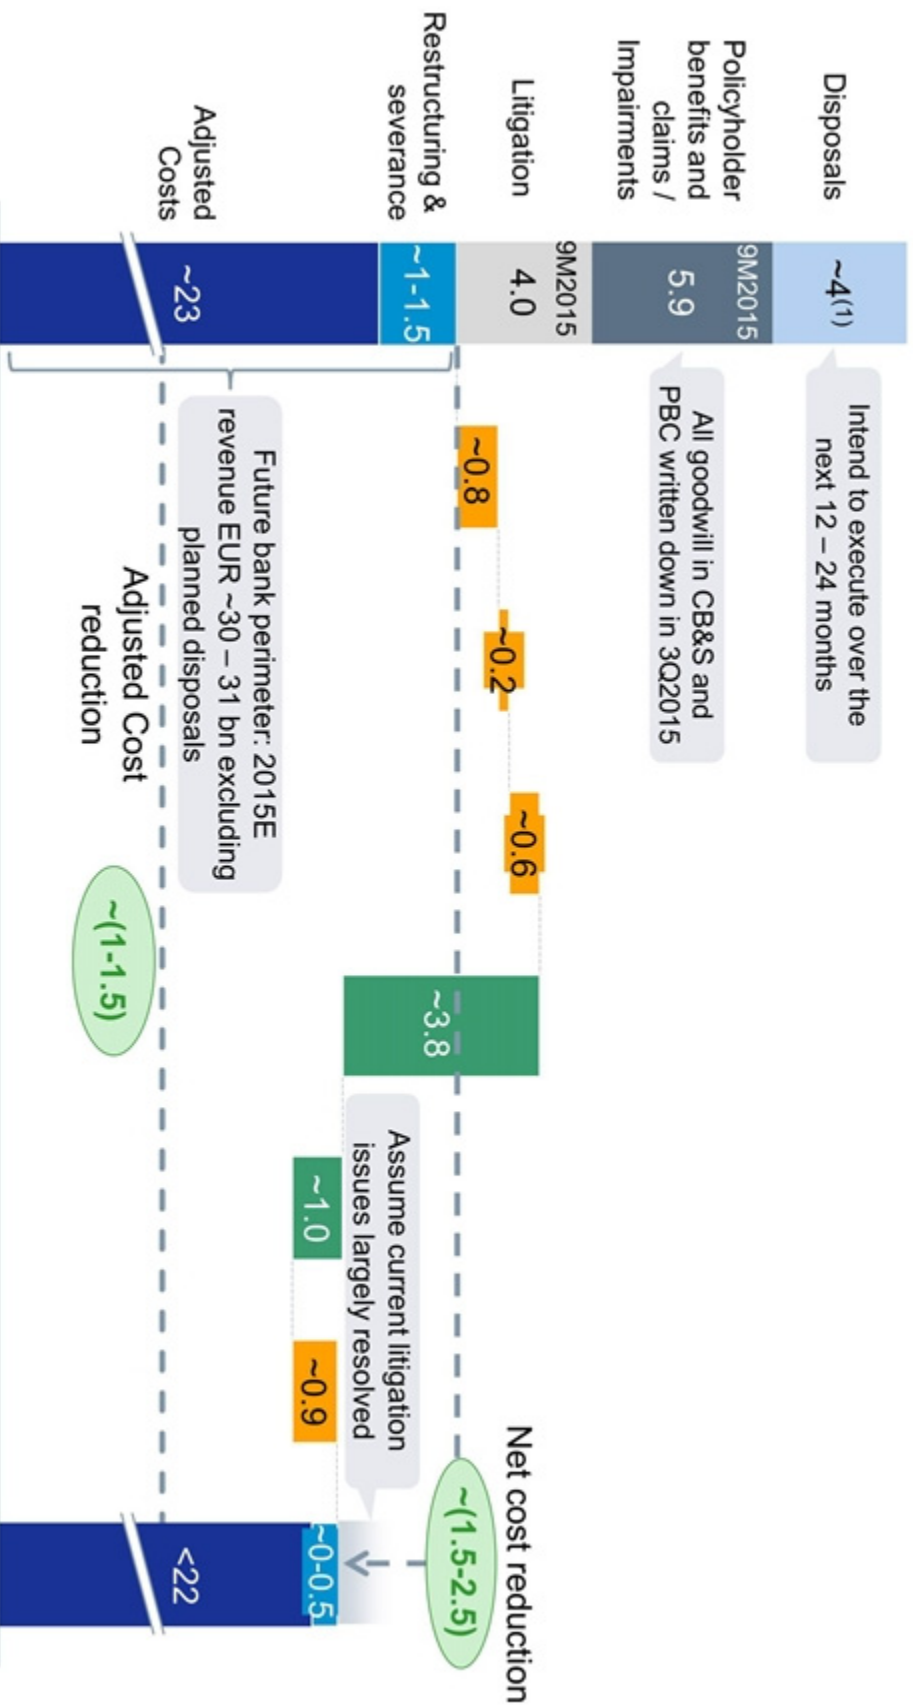 Disposals
~4(1)
Intend to execute over the
next 12 – 24 months
Policyholder
benefits and
claims /
Impairments
9M2015
5.9
All goodwill in CB&S and
PBC written down in 3Q2015
Litigation
9M2015
4.0
Restructuring &
severance
~1-1.5
Adjusted
Costs
~23
Future bank perimeter: 2015E
revenue EUR ~30 – 31 bn excluding
planned disposals
~0.8
~0.2
~0.6
~3.8
~1.0
~0.9
Assume current litigation
issues largely resolved
Net cost reduction
~(1.5-2.5)
~0-0.5
<22
Adjusted Cost
reduction
~(1-1.5)